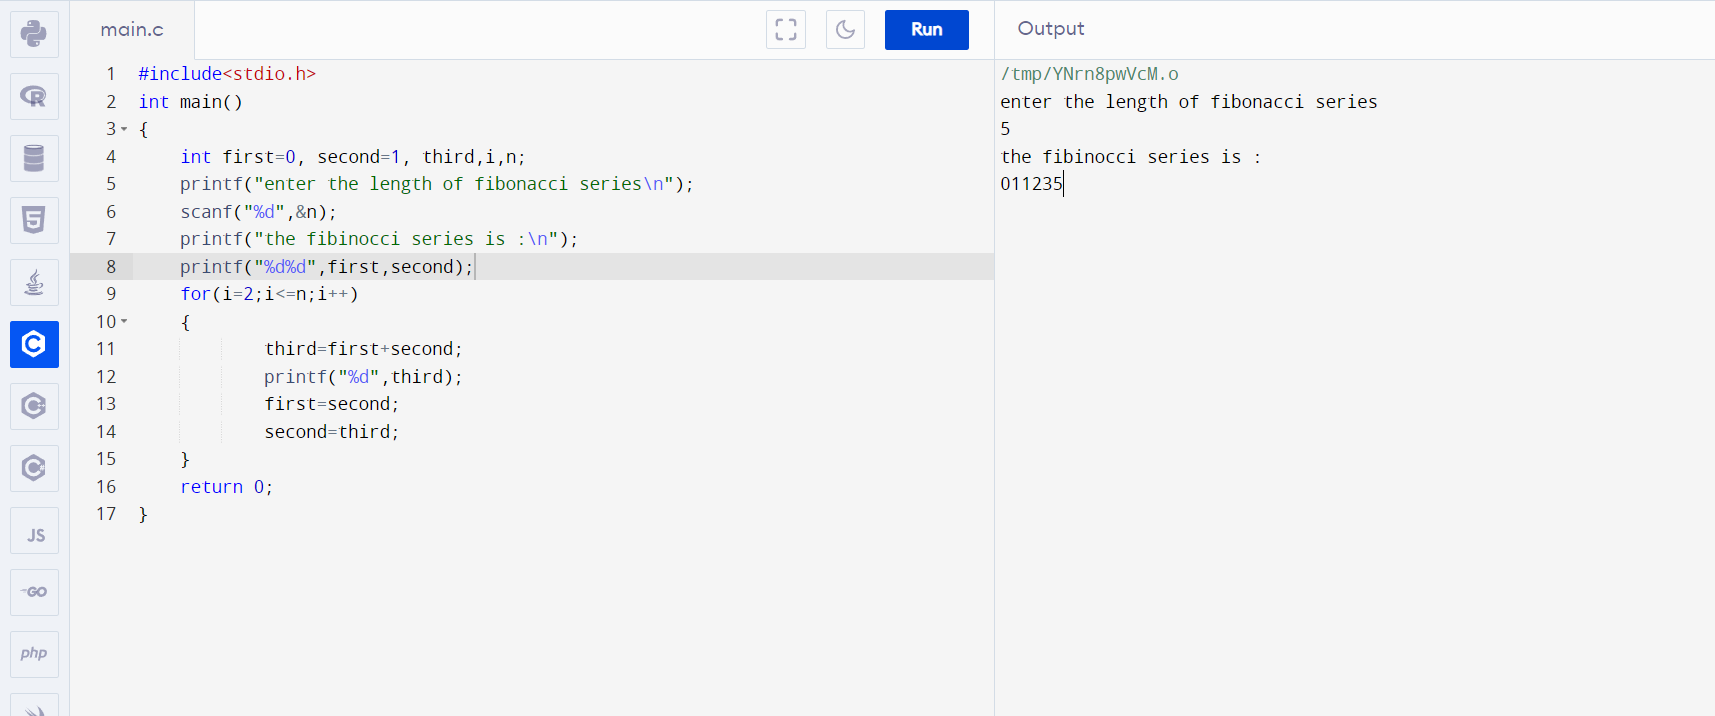 main.c
Run
Output
1 #include<stdio.h>
2 int main()
3 {
4 int first=0, second=1, third,i,n;
5 printf("enter the length of fibonacci series\n");
6 scanf("%d",&n);
7 printf("the fibinocci series is :\n");
8 printf("%d%d",first,second);
9 for(i=2;i<=n;i++)
10 {
11 third=first+second;
12 printf("%d",third);
13 first=second;
14 second=third;
15 }
16 return 0;
17 }
/tmp/YNrn8pwVcM.o
enter the length of fibonacci series
5
the fibinocci series is :
011235
R
5
C
C
C
JS
GO
php